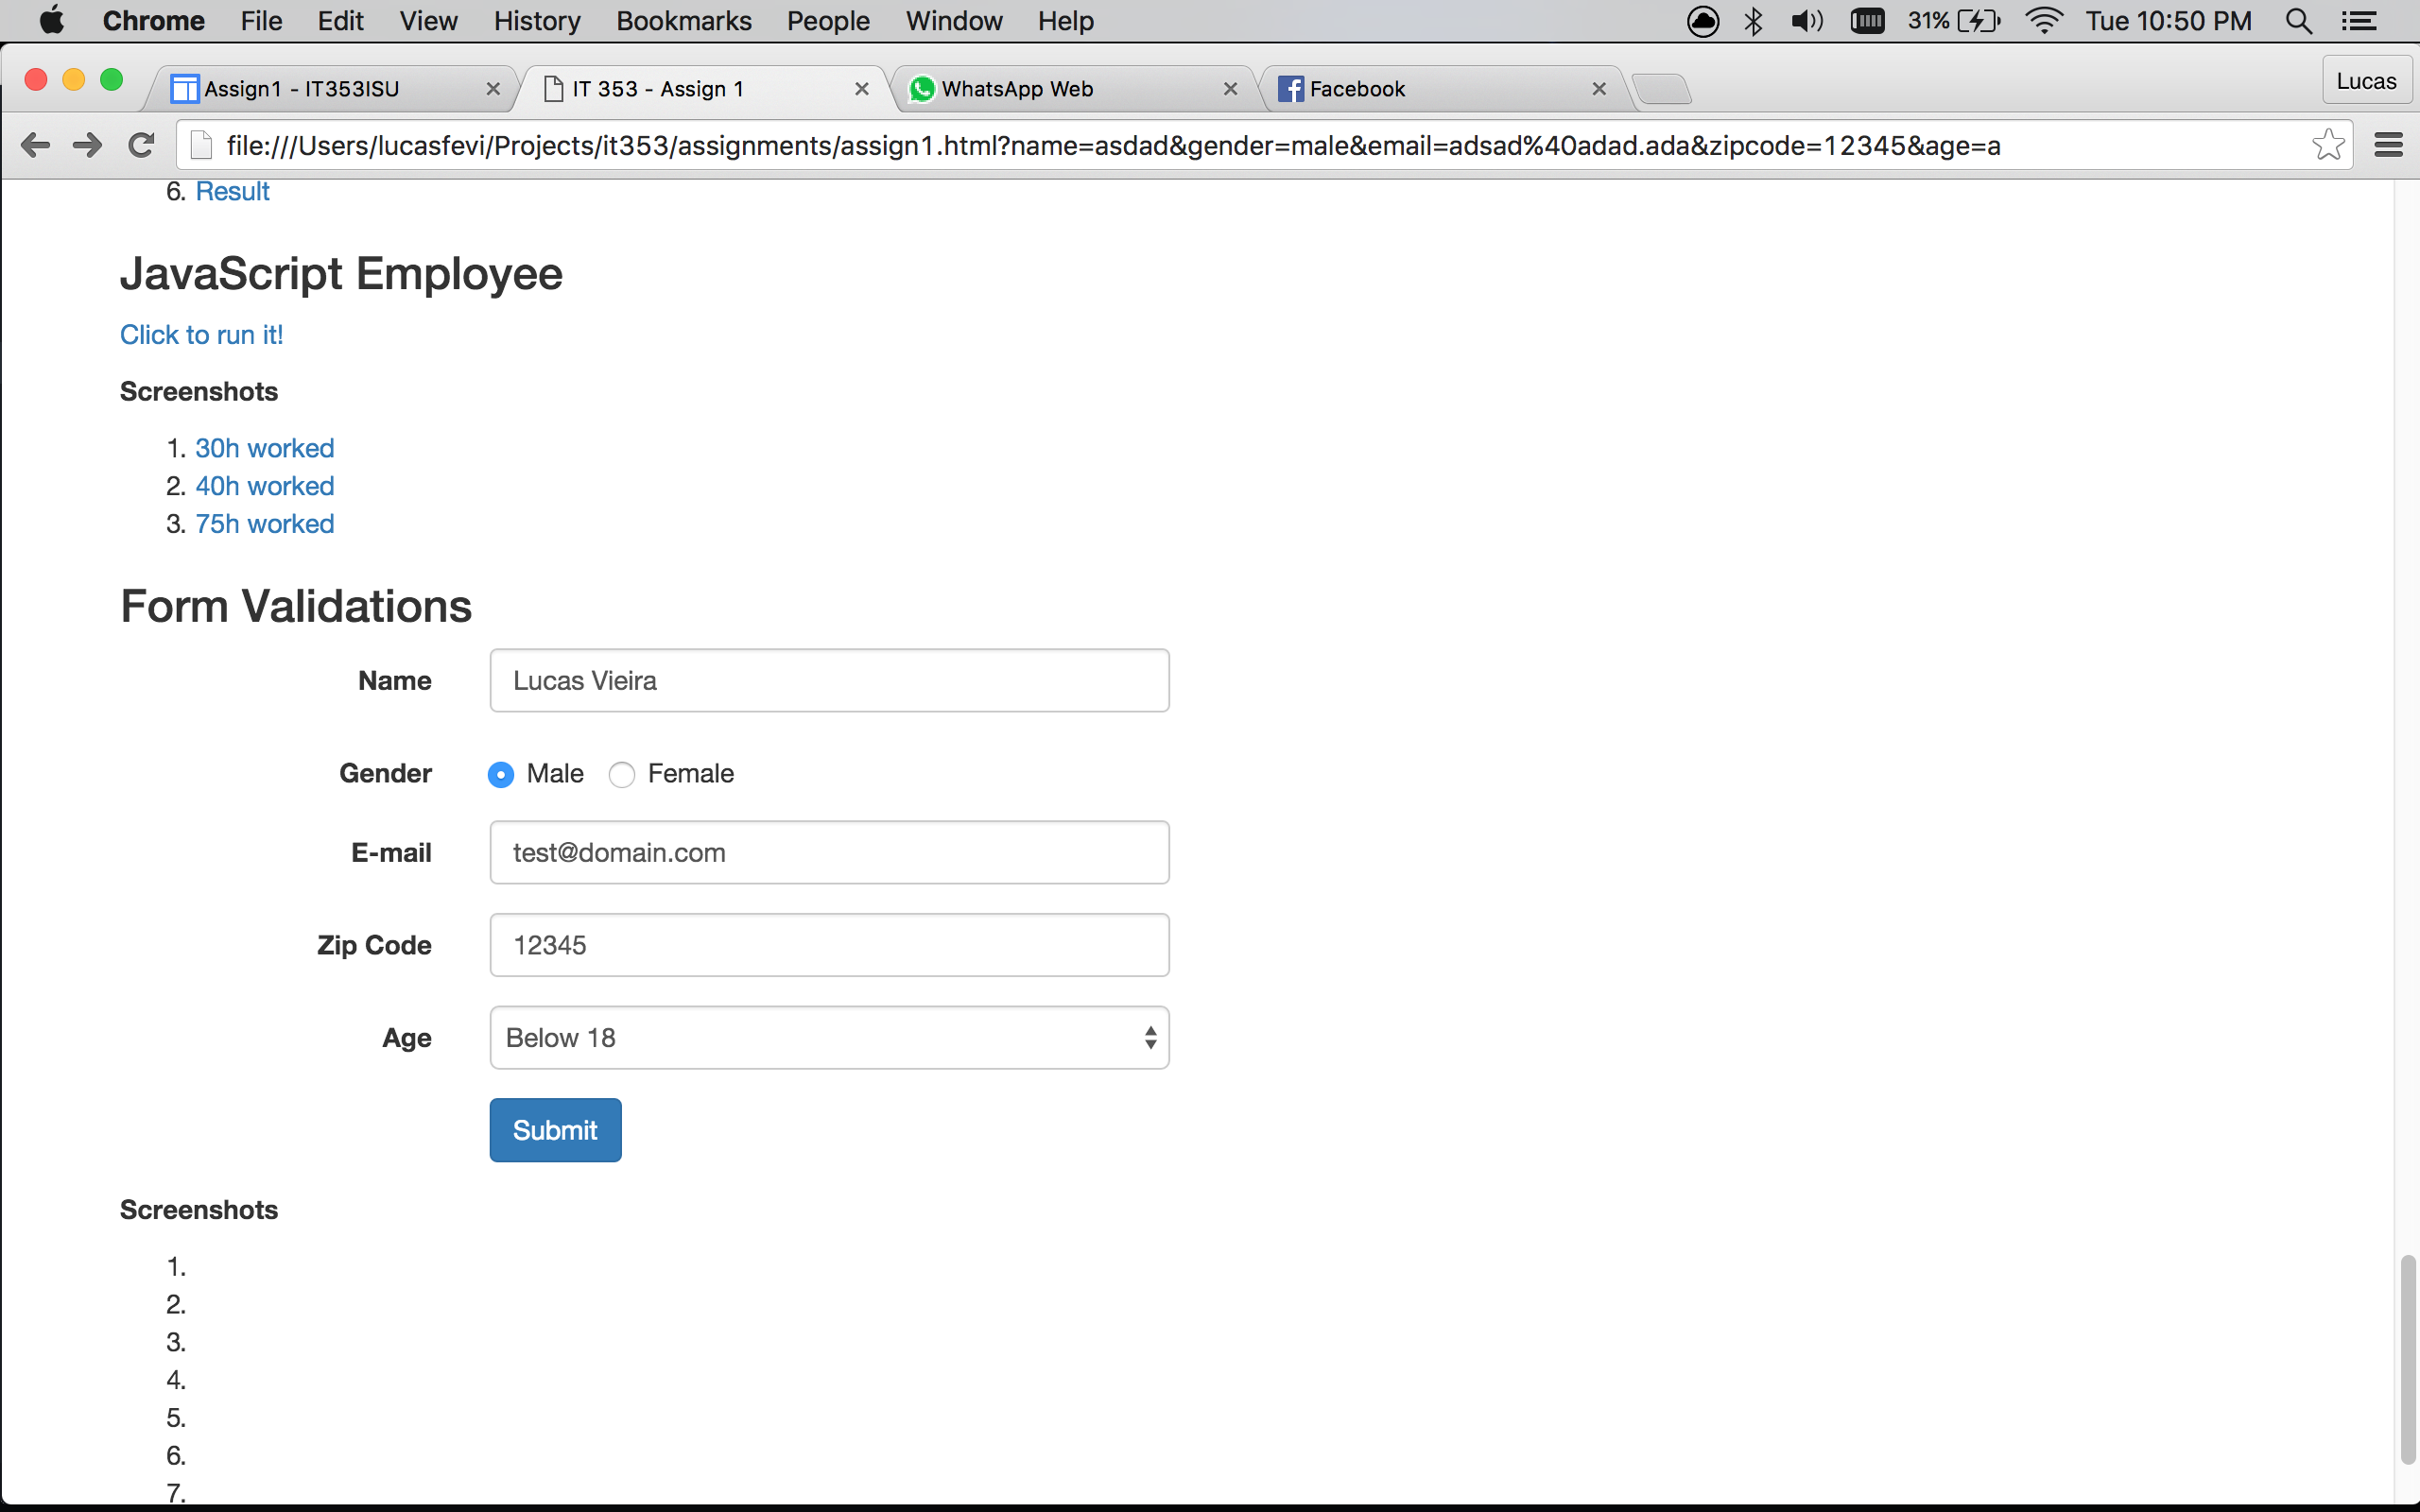 Chrome File Edit View History Bookmarks People Window Help 31% Tue 10:50 PM
Assign1 - IT353ISU IT 353 - Assign 1 WhatsApp Web Facebook Lucas
file:///Users/lucasfevi/Projects/it353/assignments/assign1.html?name=asdad&gender=male&email=adsad%40adad.ada&zipcode=12345&age=a
6. Result
JavaScript Employee
Click to run it!
Screenshots
1. 30h worked
2. 40h worked
3. 75h worked
Form Validations
Name Lucas Vieira
Gender Male Female
E-mail test@domain.com
Zip Code 12345
Age Below 18
Submit
Screenshots
1.
2.
3.
4.
5.
6.
7.